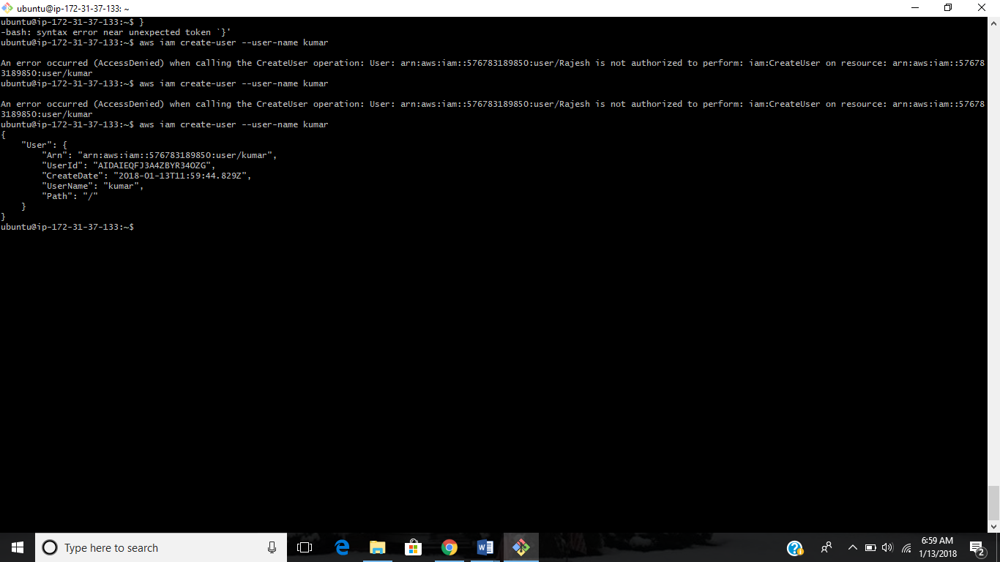 ubuntu@ip-172-31-37-133: ~
ubuntu@ip-172-31-37-133:~$ }
-bash: syntax error near unexpected token `}'
ubuntu@ip-172-31-37-133:~$ aws iam create-user --user-name kumar
An error occurred (AccessDenied) when calling the CreateUser operation: User: arn:aws:iam::576783189850:user/Rajesh is not authorized to perform: iam:CreateUser on resource: arn:aws:iam::57678
3189850:user/kumar
ubuntu@ip-172-31-37-133:~$ aws iam create-user --user-name kumar
An error occurred (AccessDenied) when calling the CreateUser operation: User: arn:aws:iam::576783189850:user/Rajesh is not authorized to perform: iam:CreateUser on resource: arn:aws:iam::57678
3189850:user/kumar
ubuntu@ip-172-31-37-133:~$ aws iam create-user --user-name kumar
{
    "User": {
        "Arn": "arn:aws:iam::576783189850:user/kumar",
        "UserId": "AIDAIEQFJ3A4ZBYR34OZG",
        "CreateDate": "2018-01-13T11:59:44.829Z",
        "UserName": "kumar",
        "Path": "/"
    }
}
ubuntu@ip-172-31-37-133:~$
Type here to search
6:59 AM
1/13/2018
2